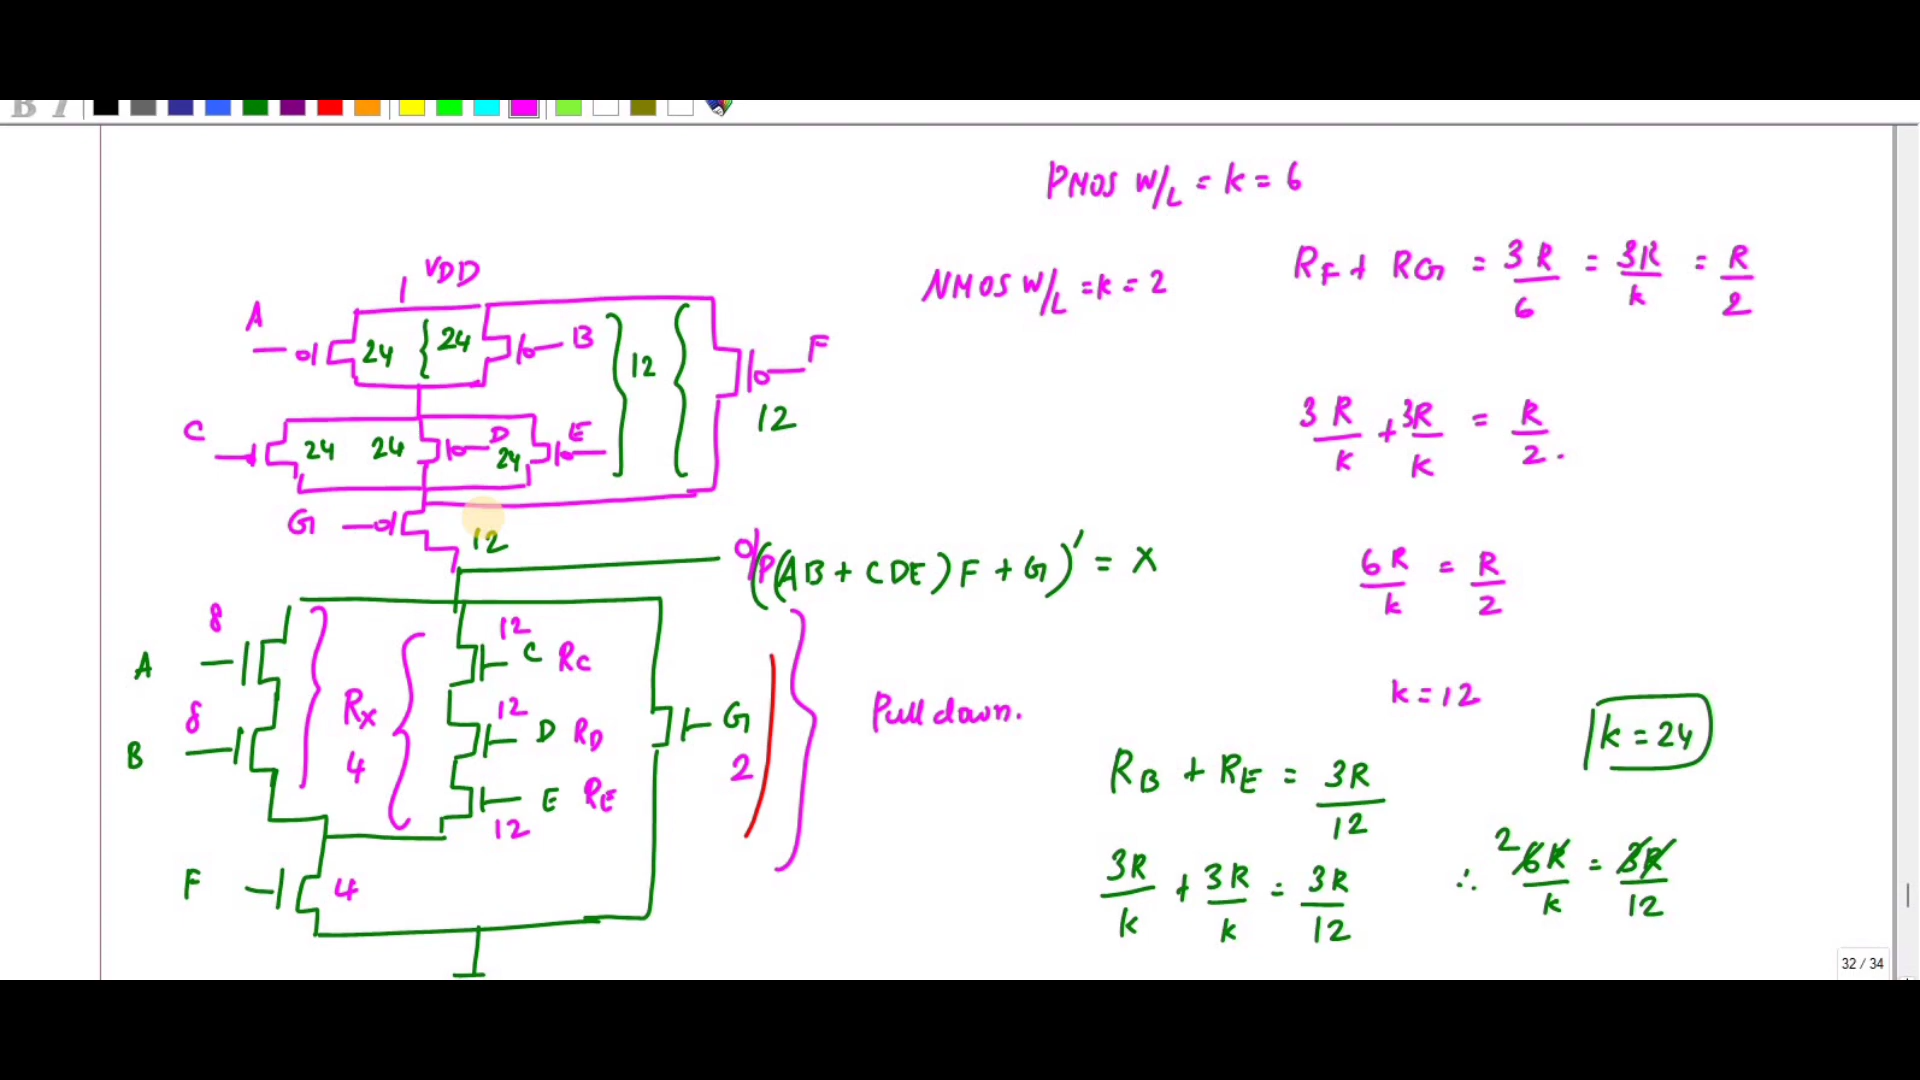 B I
PMOS W/L = k = 6
NMOS W/L = k = 2
RF + RG = 3R/6 = 3R/k = R/2
VDD
A
24
24
B
12
F
12
3R/k + 3R/k = R/2.
C
24
24
D
24
E
G
12
O/P
((AB + CDE)F + G)' = X
6R/k = R/2
8
A
12
C RC
8
B
RX
4
12
D RD
G
2
Pull down.
k = 12
k = 24
E RE
12
RB + RE = 3R/12
F
4
3R/k + 3R/k = 3R/12
∴ 2 6R/k = 3R/12
32 / 34